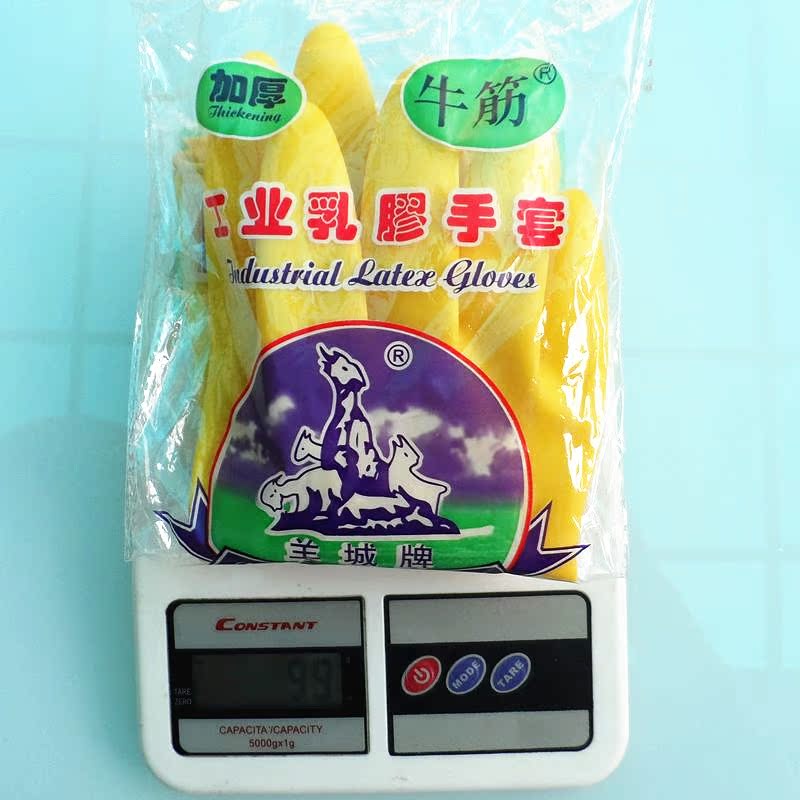 加厚
Thickening
牛筋®
工业乳膠手套
Industrial Latex Gloves
®
羊城牌
CONSTANT
99
g
TARE
ZERO
CAPACITA'/CAPACITY
5000gx1g
MODE
TARE